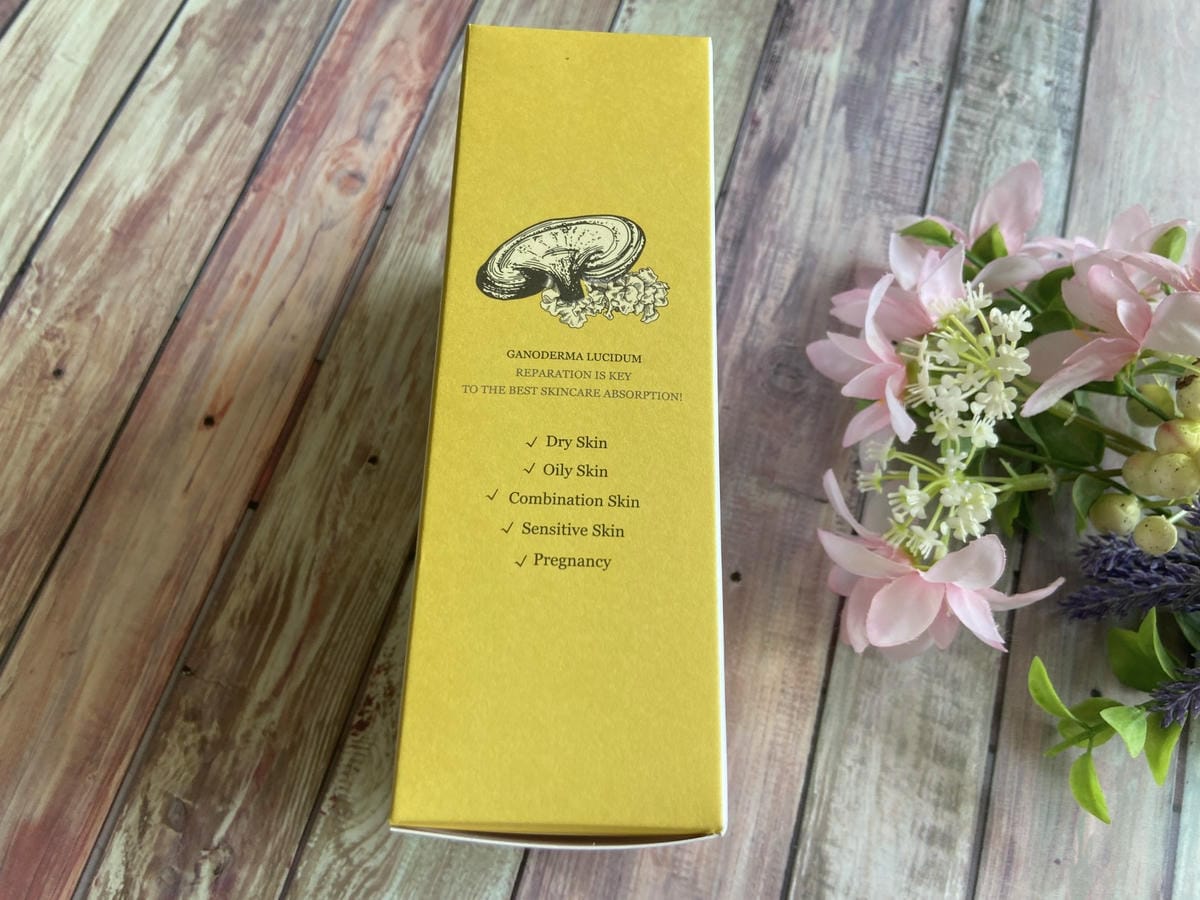 GANODERMA LUCIDUM
REPARATION IS KEY
TO THE BEST SKINCARE ABSORPTION!
✓ Dry Skin
✓ Oily Skin
✓ Combination Skin
✓ Sensitive Skin
✓ Pregnancy